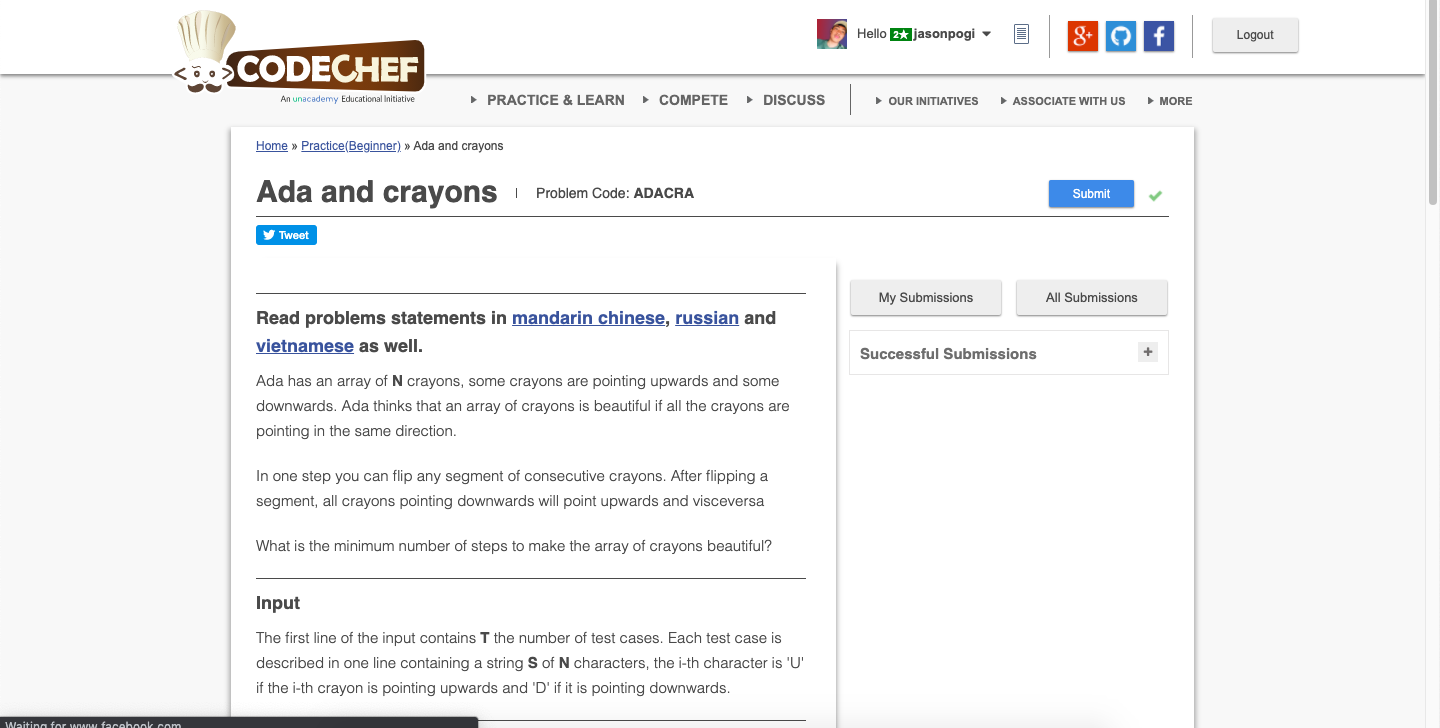 CODECHEF
An unacademy Educational Initiative
Hello 2★ jasonpogi
Logout
PRACTICE & LEARN
COMPETE
DISCUSS
OUR INITIATIVES
ASSOCIATE WITH US
MORE
Home » Practice(Beginner) » Ada and crayons
Ada and crayons
Problem Code: ADACRA
Submit
Tweet
Read problems statements in mandarin chinese, russian and
vietnamese as well.
Ada has an array of N crayons, some crayons are pointing upwards and some
downwards. Ada thinks that an array of crayons is beautiful if all the crayons are
pointing in the same direction.
In one step you can flip any segment of consecutive crayons. After flipping a
segment, all crayons pointing downwards will point upwards and visceversa
What is the minimum number of steps to make the array of crayons beautiful?
Input
The first line of the input contains T the number of test cases. Each test case is
described in one line containing a string S of N characters, the i-th character is 'U'
if the i-th crayon is pointing upwards and 'D' if it is pointing downwards.
My Submissions
All Submissions
Successful Submissions
+
Waiting for www.facebook.com